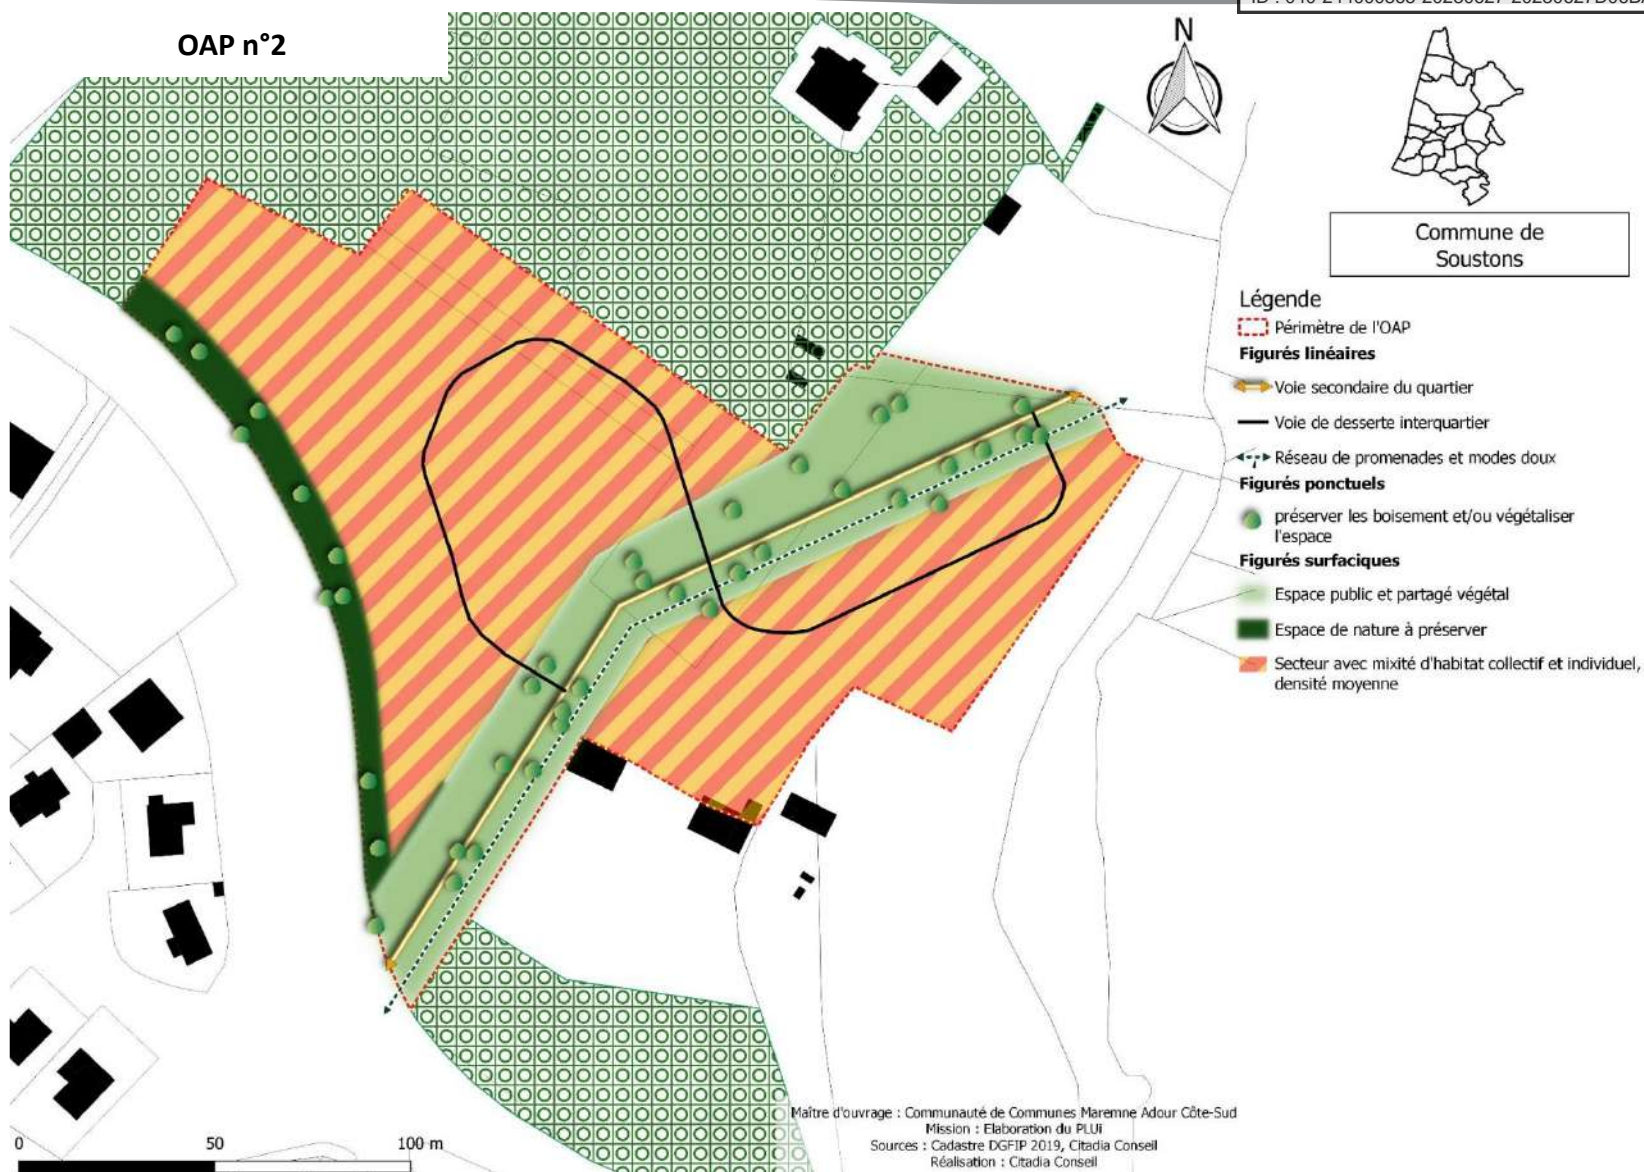 OAP n°2
N
Commune de
Soustons
Légende
Périmètre de l'OAP
Figurés linéaires
Voie secondaire du quartier
Voie de desserte interquartier
Réseau de promenades et modes doux
Figurés ponctuels
préserver les boisement et/ou végétaliser
l'espace
Figurés surfaciques
Espace public et partagé végétal
Espace de nature à préserver
Secteur avec mixité d'habitat collectif et individuel,
densité moyenne
Maître d'ouvrage : Communauté de Communes Maremne Adour Côte-Sud
Mission : Elaboration du PLUi
Sources : Cadastre DGFIP 2019, Citadia Conseil
Réalisation : Citadia Conseil
0 50 100 m